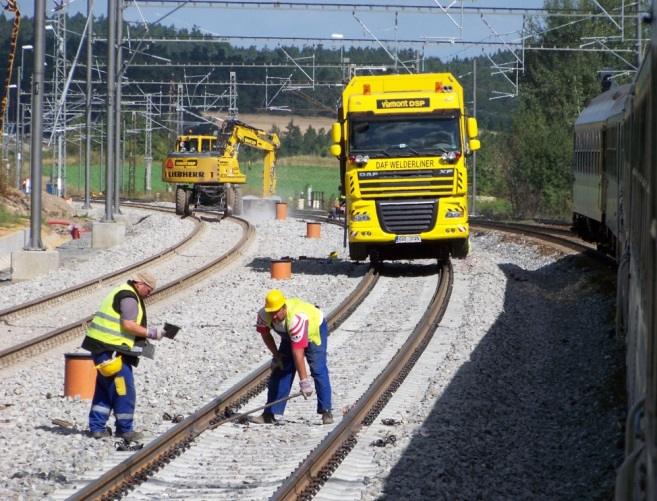 viamont DSP
DAF WELDERLINER
DAF XF
LIEBHERR